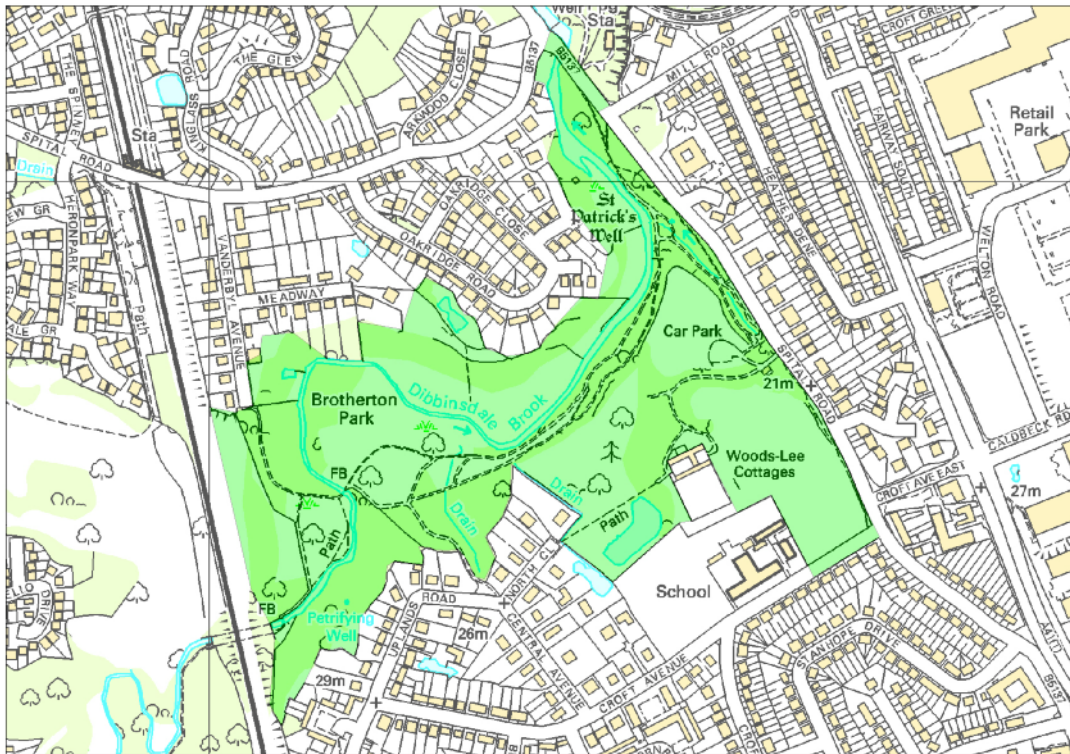 Sta
B5137
B5137
CROFT GREEN
THE SPINNEY
KINGLASS ROAD
THE GLEN
ARKWOOD CLOSE
MILL ROAD
Retail
Park
Sta
SPITAL ROAD
Drain
FAIRWAY SOUTH
HEATHER DENE
OAKRIDGE CLOSE
St
Patrick's
Well
HERONPARK WAY
VANDERBYL AVENUE
OAKRIDGE ROAD
WELTON ROAD
MEADWAY
Path
Car Park
SPITAL ROAD
21m
Dibbinsdale
Brook
Brotherton
Park
CALDBECK RD
Woods-Lee
Cottages
CROFT AVE EAST
FB
Drain
Drain
27m
Path
Path
NORTH CL
School
FB
UPLANDS ROAD
Petrifying
Well
CENTRAL AVENUE
26m
STANHOPE DRIVE
CROFT AVENUE
29m
B5137